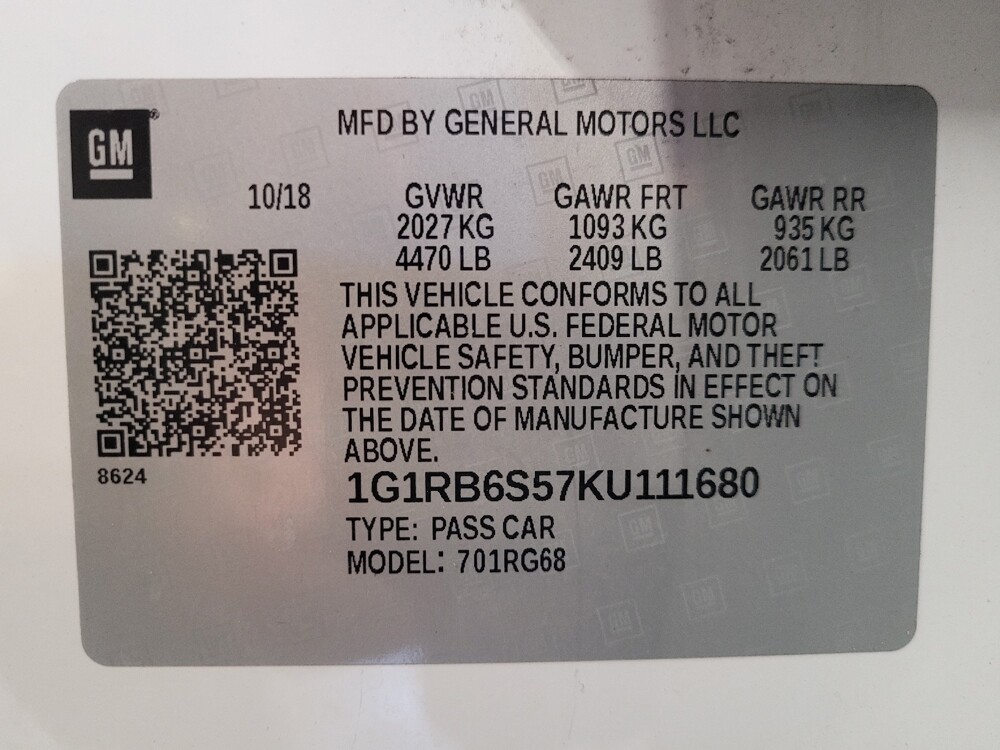 GM
MFD BY GENERAL MOTORS LLC
10/18 GVWR GAWR FRT GAWR RR
2027 KG 1093 KG 935 KG
4470 LB 2409 LB 2061 LB
THIS VEHICLE CONFORMS TO ALL
APPLICABLE U.S. FEDERAL MOTOR
VEHICLE SAFETY, BUMPER, AND THEFT
PREVENTION STANDARDS IN EFFECT ON
THE DATE OF MANUFACTURE SHOWN
ABOVE.
8624
1G1RB6S57KU111680
TYPE: PASS CAR
MODEL: 701RG68